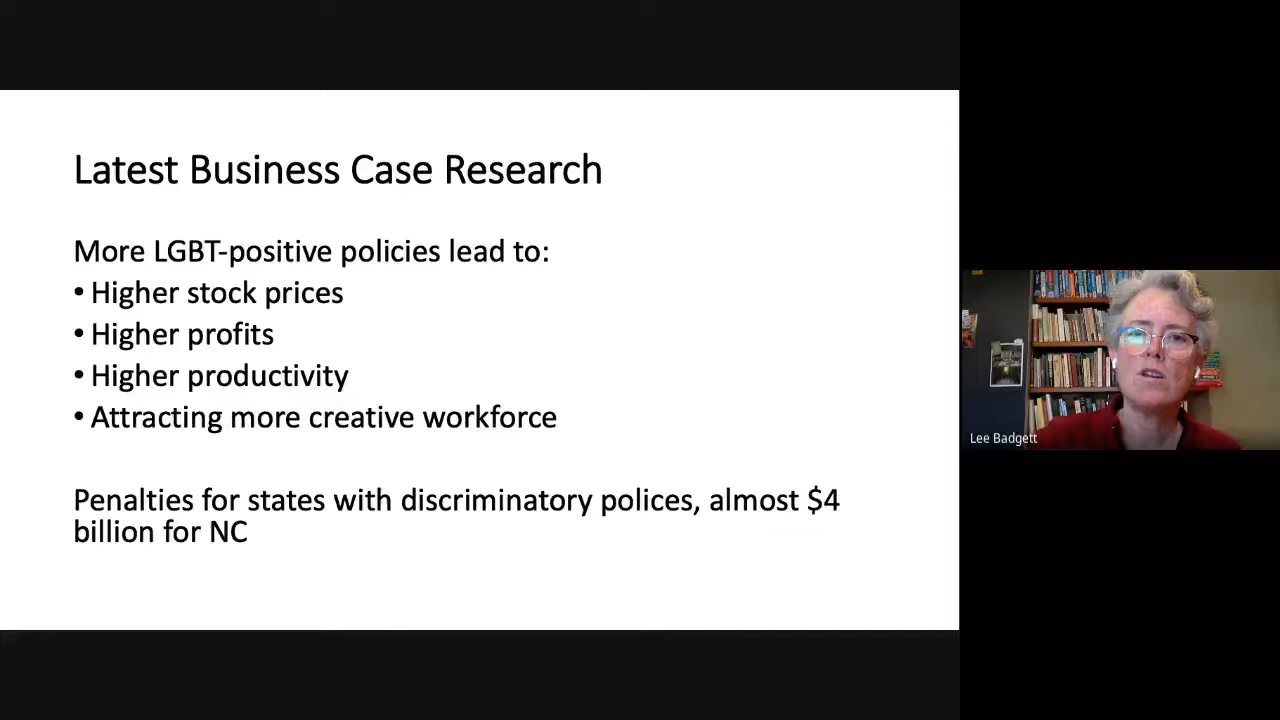 Latest Business Case Research
More LGBT-positive policies lead to:
• Higher stock prices
• Higher profits
• Higher productivity
• Attracting more creative workforce
Penalties for states with discriminatory polices, almost $4
billion for NC
Lee Badgett